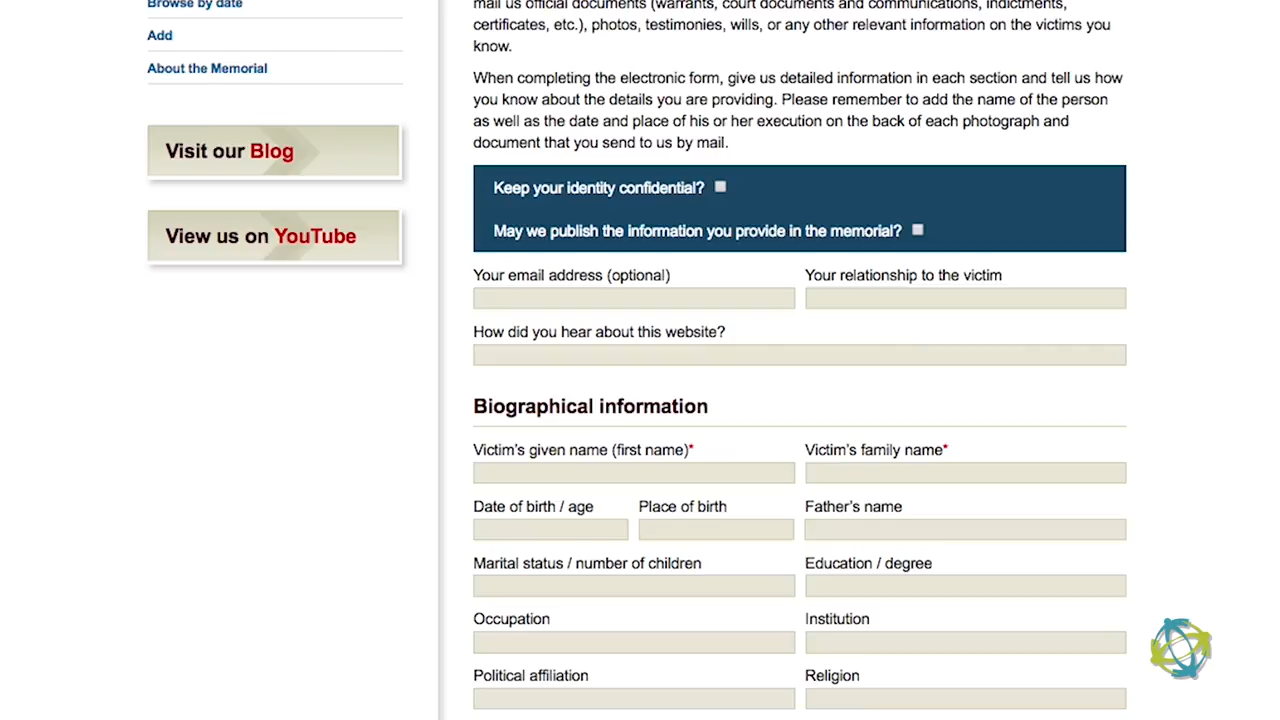 Browse by date
Add
About the Memorial
Visit our Blog
View us on YouTube
mail us official documents (warrants, court documents and communications, indictments,
certificates, etc.), photos, testimonies, wills, or any other relevant information on the victims you
know.
When completing the electronic form, give us detailed information in each section and tell us how
you know about the details you are providing. Please remember to add the name of the person
as well as the date and place of his or her execution on the back of each photograph and
document that you send to us by mail.
Keep your identity confidential?
May we publish the information you provide in the memorial?
Your email address (optional) Your relationship to the victim
How did you hear about this website?
Biographical information
Victim's given name (first name)* Victim's family name*
Date of birth / age Place of birth Father's name
Marital status / number of children Education / degree
Occupation Institution
Political affiliation Religion